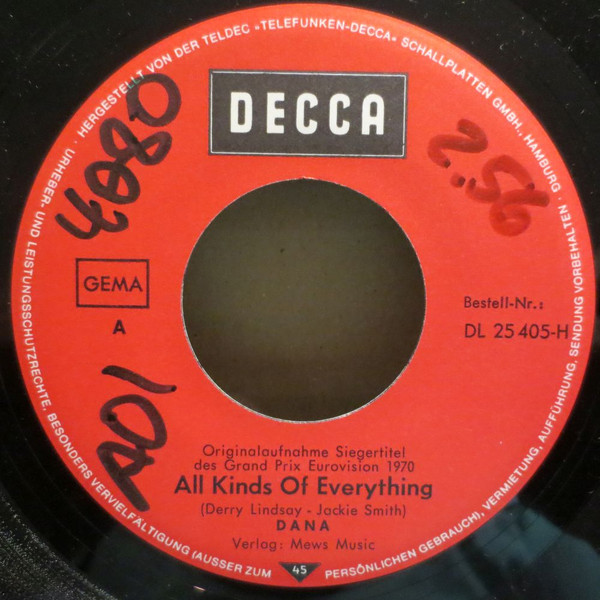 URHEBER- UND LEISTUNGSSCHUTZRECHTE, BESONDERS VERVIELFÄLTIGUNG (AUSSER ZUM PERSÖNLICHEN GEBRAUCH), VERMIETUNG, AUFFÜHRUNG, SENDUNG VORBEHALTEN · HERGESTELLT VON DER TELDEC »TELEFUNKEN-DECCA« SCHALLPLATTEN GMBH., HAMBURG ·
DECCA
4080
2.56
GEMA
A
Bestell-Nr.:
DL 25 405-H
A01
Originalaufnahme Siegertitel
des Grand Prix Eurovision 1970
All Kinds Of Everything
(Derry Lindsay - Jackie Smith)
DANA
Verlag: Mews Music
45